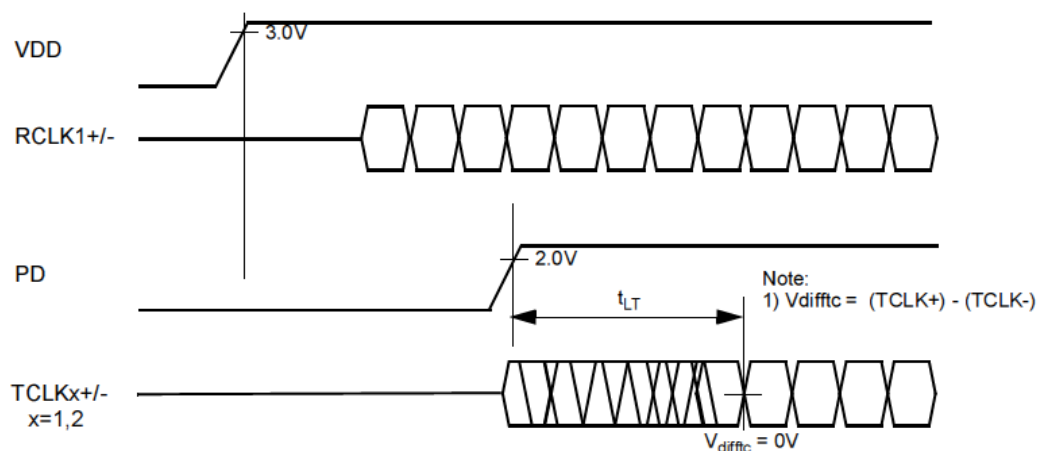 VDD
3.0V
RCLK1+/-
PD
2.0V
Note:
1) Vdifftc = (TCLK+) - (TCLK-)
tLT
TCLKx+/-
x=1,2
Vdifftc = 0V